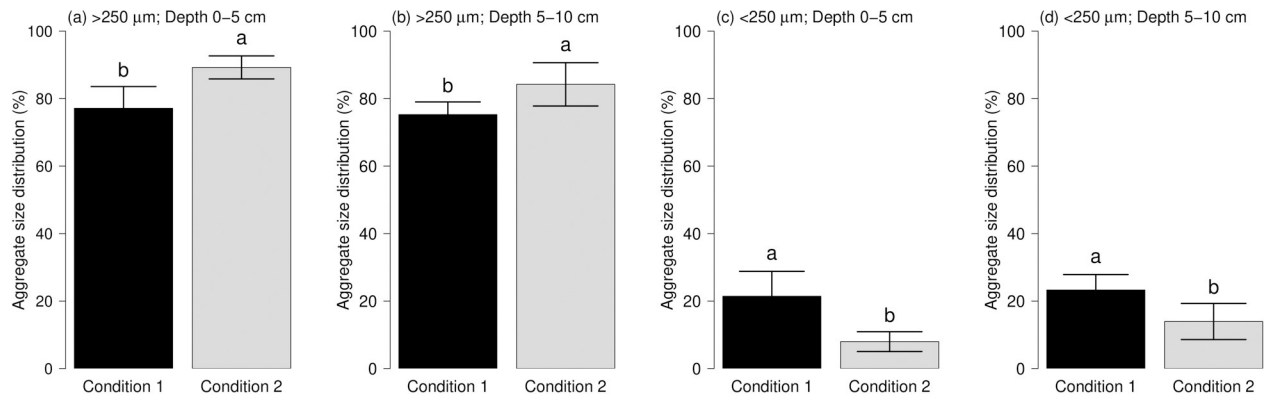 (a) >250 μm; Depth 0−5 cm
Aggregate size distribution (%)
100
80
60
40
20
0
b
a
Condition 1
Condition 2
(b) >250 μm; Depth 5−10 cm
Aggregate size distribution (%)
100
80
60
40
20
0
b
a
Condition 1
Condition 2
(c) <250 μm; Depth 0−5 cm
Aggregate size distribution (%)
100
80
60
40
20
0
a
b
Condition 1
Condition 2
(d) <250 μm; Depth 5−10 cm
Aggregate size distribution (%)
100
80
60
40
20
0
a
b
Condition 1
Condition 2